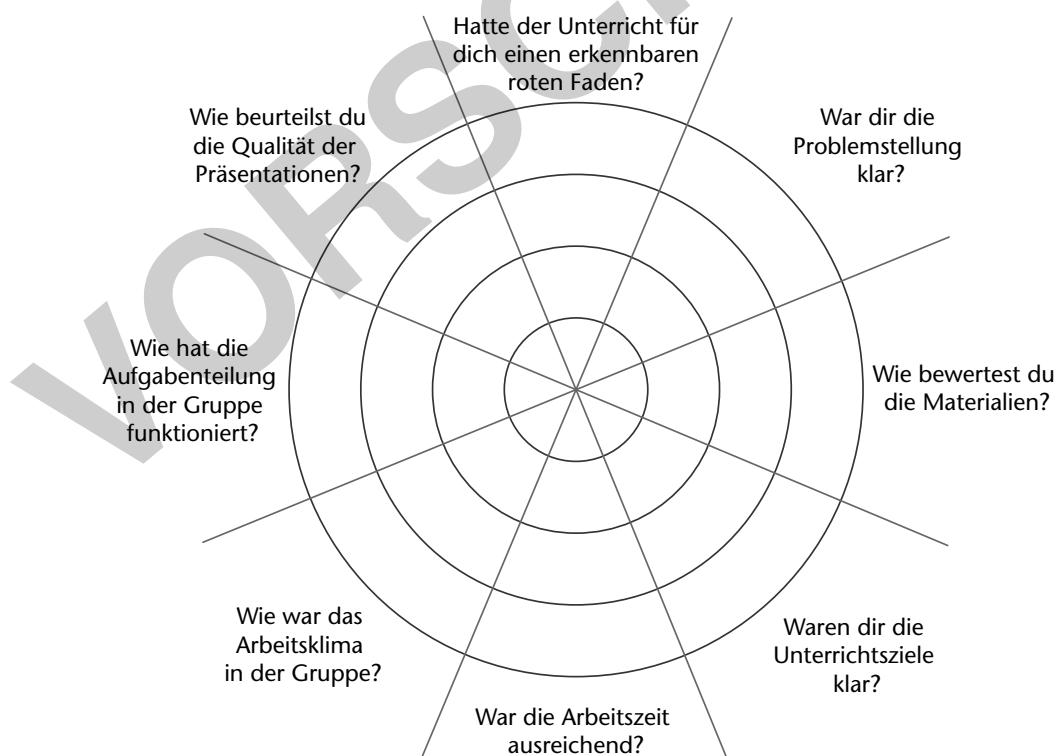 Hatte der Unterricht für
dich einen erkennbaren
roten Faden?
War dir die
Problemstellung
klar?
Wie bewertest du
die Materialien?
Waren dir die
Unterrichtsziele
klar?
War die Arbeitszeit
ausreichend?
Wie war das
Arbeitsklima
in der Gruppe?
Wie hat die
Aufgabenteilung
in der Gruppe
funktioniert?
Wie beurteilst du
die Qualität der
Präsentationen?
VORSC